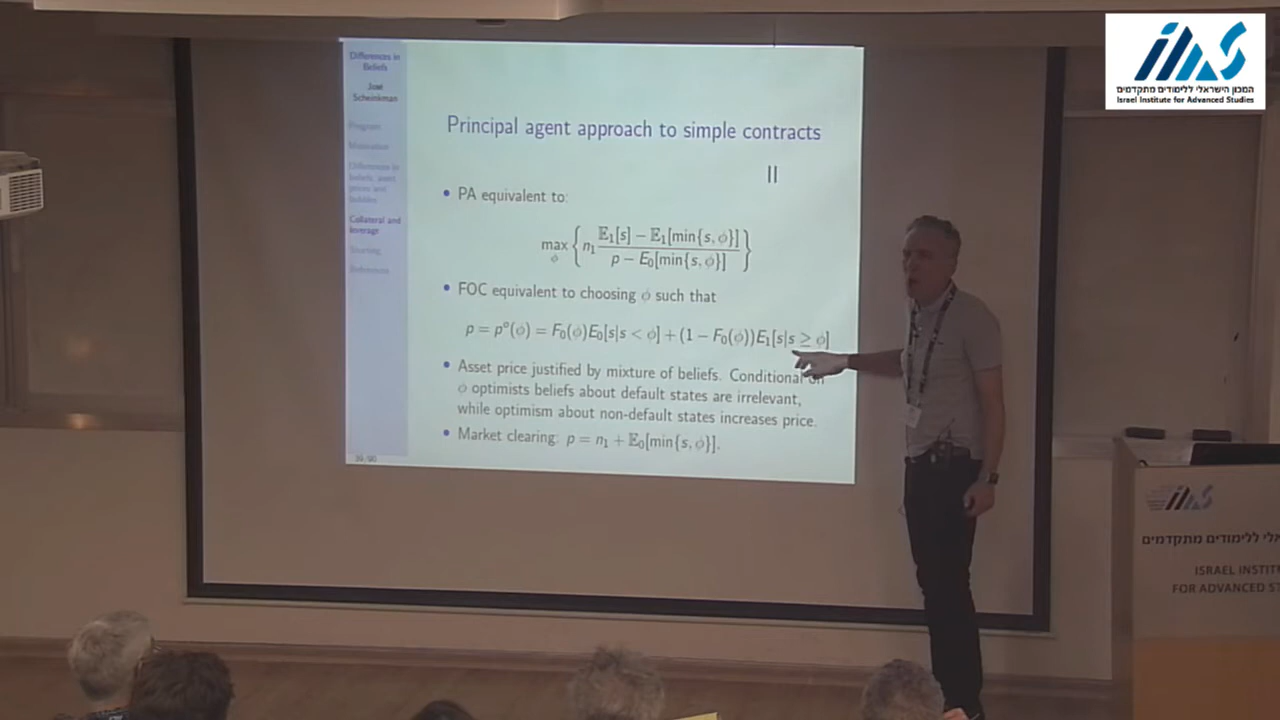 המכון הישראלי ללימודים מתקדמים
Israel Institute for Advanced Studies
Differences in
Beliefs
José
Scheinkman
Program
Motivation
Differences in
beliefs, asset
prices and
bubbles
Collateral and
leverage
Shorting
References
Principal agent approach to simple contracts
II
• PA equivalent to:
max_φ { n₁ (𝔼₁[s] − 𝔼₁[min{s, φ}]) / (p − E₀[min{s, φ}]) }
• FOC equivalent to choosing φ such that
p = pᵒ(φ) = F₀(φ)E₀[s|s < φ] + (1 − F₀(φ))E₁[s|s ≥ φ]
• Asset price justified by mixture of beliefs. Conditional on
φ optimists beliefs about default states are irrelevant,
while optimism about non-default states increases price.
• Market clearing: p = n₁ + 𝔼₀[min{s, φ}].
39/90
ללימודים מתקדמים
ISRAEL
FOR ADVANCED